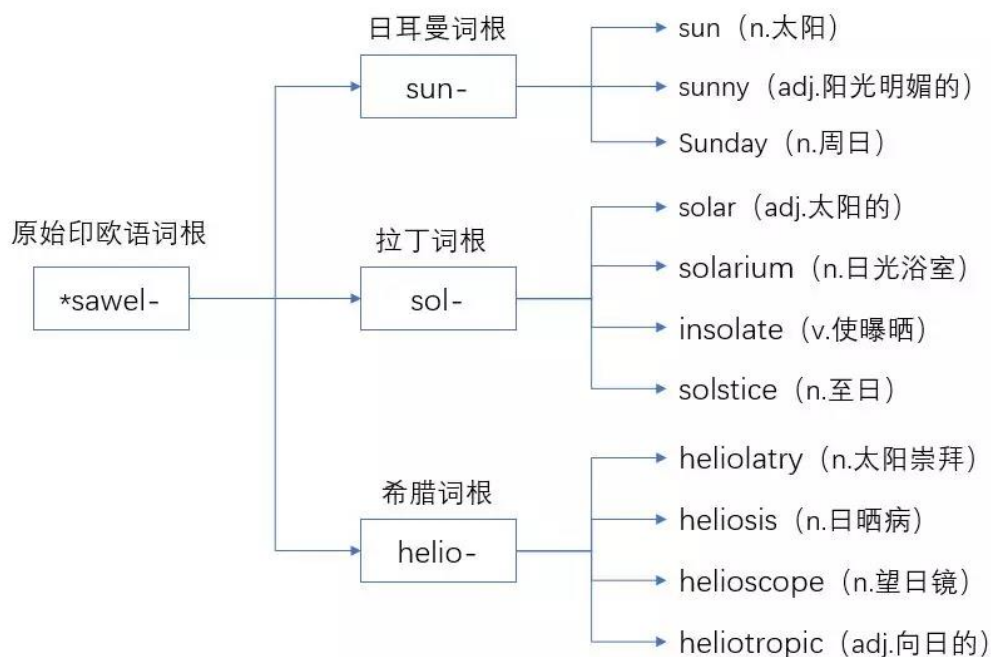 日耳曼词根
sun-
sun（n.太阳）
sunny（adj.阳光明媚的）
Sunday（n.周日）
原始印欧语词根
*sawel-
拉丁词根
sol-
solar（adj.太阳的）
solarium（n.日光浴室）
insolate（v.使曝晒）
solstice（n.至日）
希腊词根
helio-
heliolatry（n.太阳崇拜）
heliosis（n.日晒病）
helioscope（n.望日镜）
heliotropic（adj.向日的）